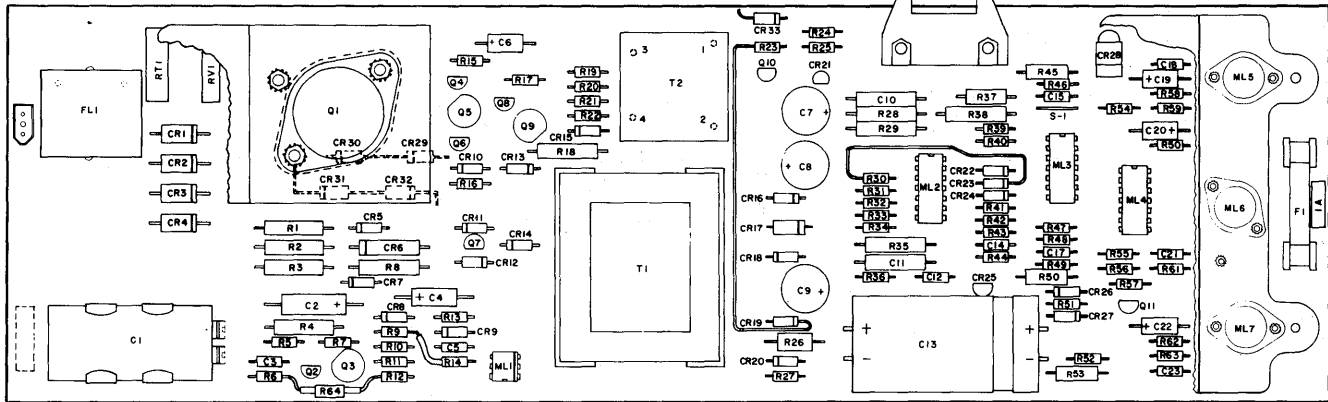 FL1
RT1
RV1
CR1
CR2
CR3
CR4
Q1
CR30
CR29
CR31
CR32
+ C6
R15
Q4
R17
Q8
Q5
Q9
Q6
CR10
CR13
R16
CR15
R18
R19
R20
R21
R22
3
1
T2
4
2
T1
R1
R2
R3
CR5
CR6
R8
CR7
CR11
Q7
CR14
CR12
C1
C2 +
+ C4
R4
R5
R7
C3
R6
Q2
Q3
R64
CR8
R9
R10
R11
R12
R13
CR9
C5
R14
ML1
CR33
R23
Q10
R24
R25
CR21
C7 +
+ C8
CR16
CR17
CR18
C9 +
CR19
R26
CR20
R27
C10
R28
R29
R37
R38
R39
R40
R30
R31
R32
R33
R34
ML2
CR22
CR23
CR24
R41
R42
R43
C14
R44
R35
C11
R36
C12
CR25
+
–
C13
+
–
R45
R46
C15
S-1
ML3
R47
R48
C17
R49
R50
CR26
R51
CR27
R52
R53
CR28
R54
C18
+ C19
R58
R59
C20 +
R50
ML4
R55
R56
R57
C21
R61
Q11
+ C22
R62
R63
C23
ML5
ML6
ML7
F1
1A